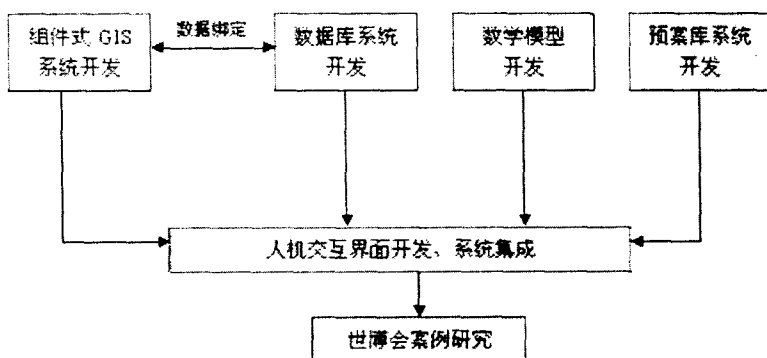 组件式 GIS
系统开发
数据绑定
数据库系统
开发
数学模型
开发
预案库系统
开发
人机交互界面开发、系统集成
世博会案例研究